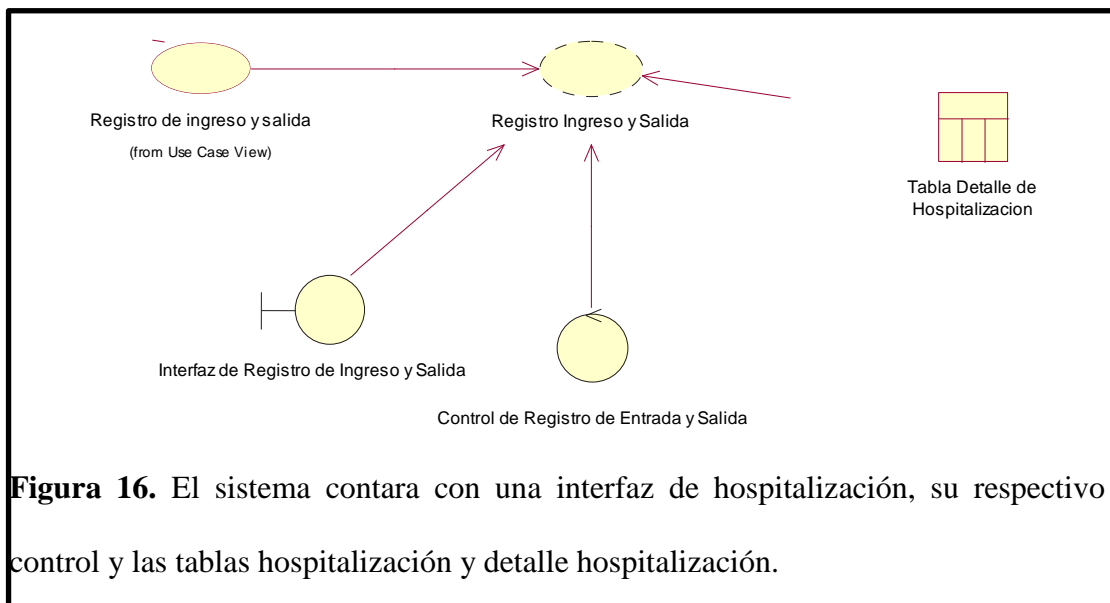 Registro de ingreso y salida
(from Use Case View)
Registro Ingreso y Salida
Tabla Detalle de
Hospitalizacion
Interfaz de Registro de Ingreso y Salida
Control de Registro de Entrada y Salida
Figura 16. El sistema contara con una interfaz de hospitalización, su respectivo
control y las tablas hospitalización y detalle hospitalización.